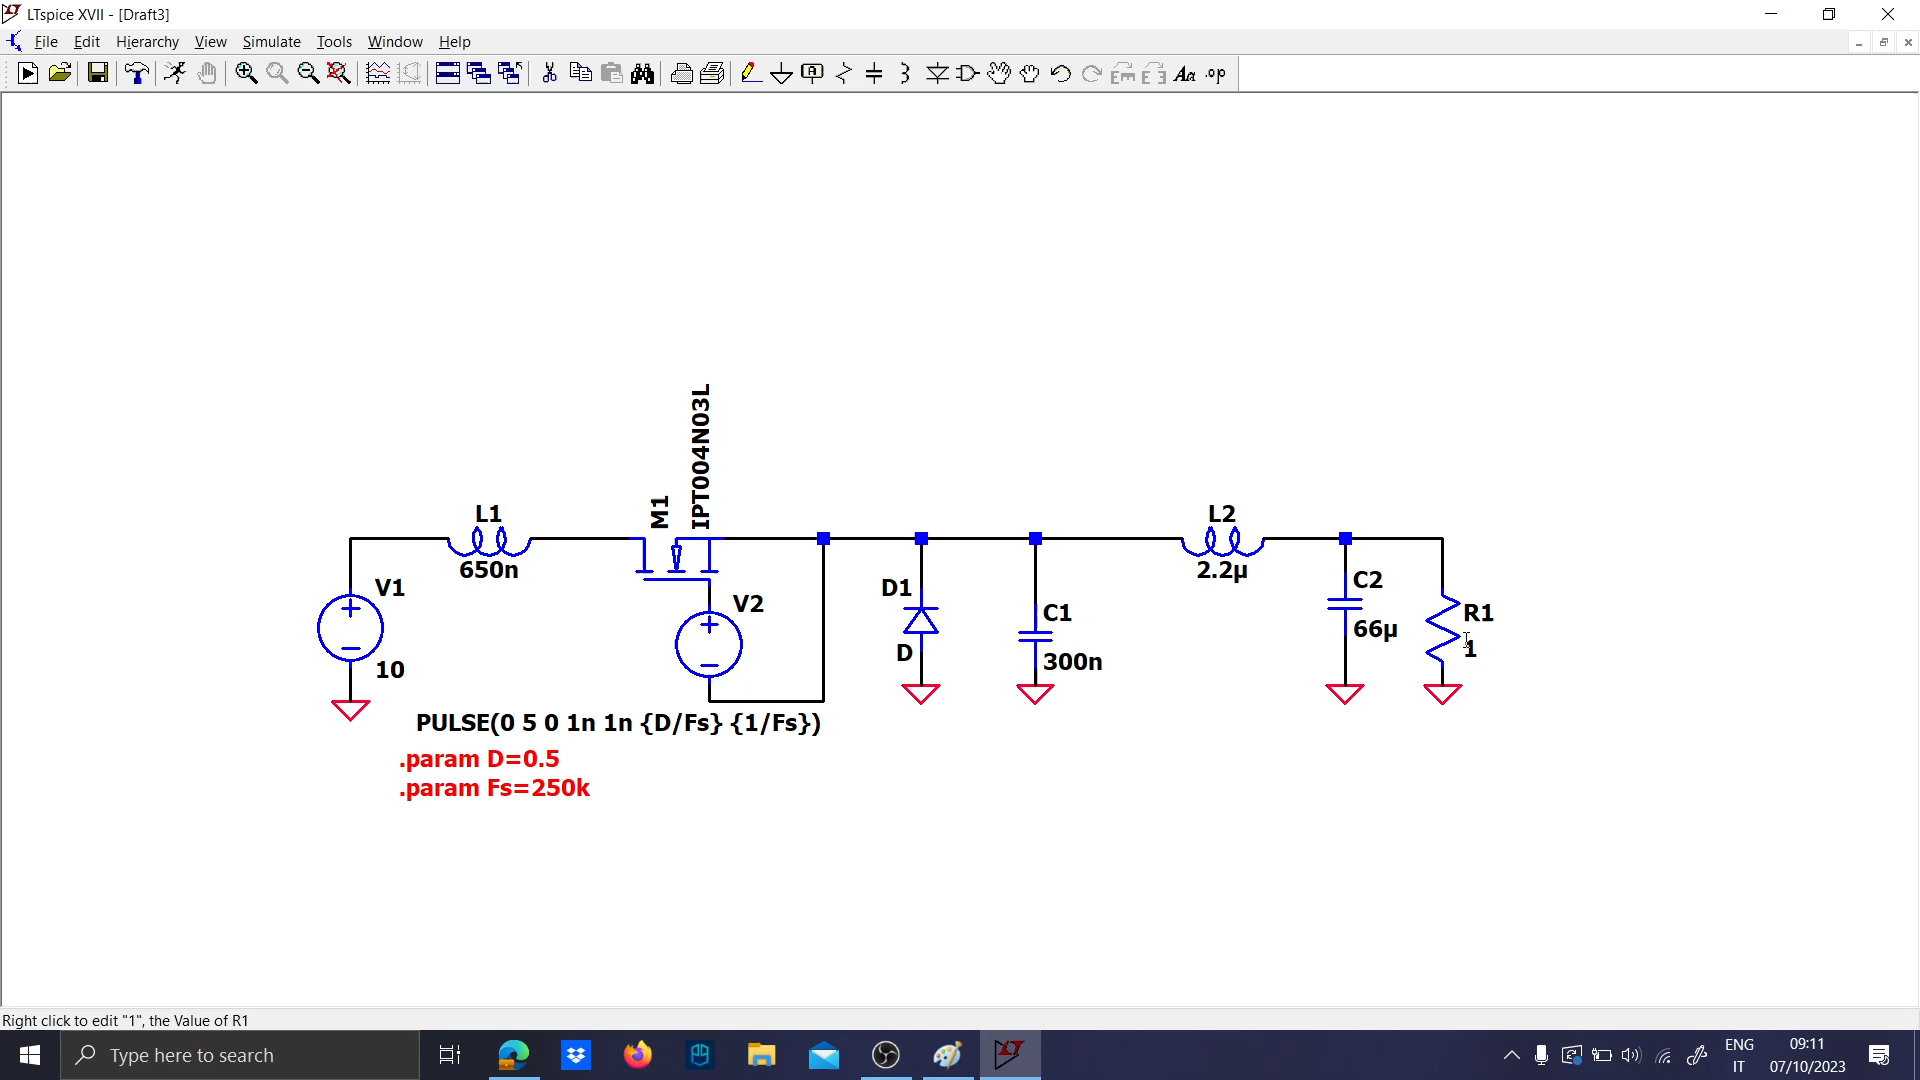 LTspice XVII - [Draft3]
File Edit Hierarchy View Simulate Tools Window Help
.op
IPT004N03L
M1
L1
650n
V1
10
V2
PULSE(0 5 0 1n 1n {D/Fs} {1/Fs})
.param D=0.5
.param Fs=250k
D1
D
C1
300n
L2
2.2µ
C2
66µ
R1
1
Right click to edit "1", the Value of R1
Type here to search
ENG
IT
09:11
07/10/2023